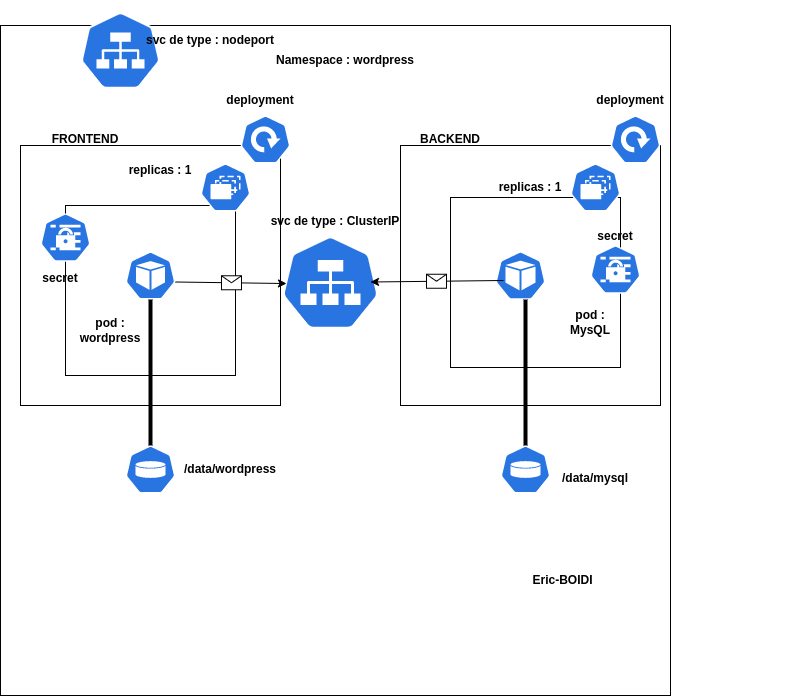 svc de type : nodeport
Namespace : wordpress
deployment
deployment
FRONTEND
BACKEND
replicas : 1
replicas : 1
svc de type : ClusterIP
secret
secret
pod :
wordpress
pod :
MysQL
/data/wordpress
/data/mysql
Eric-BOIDI